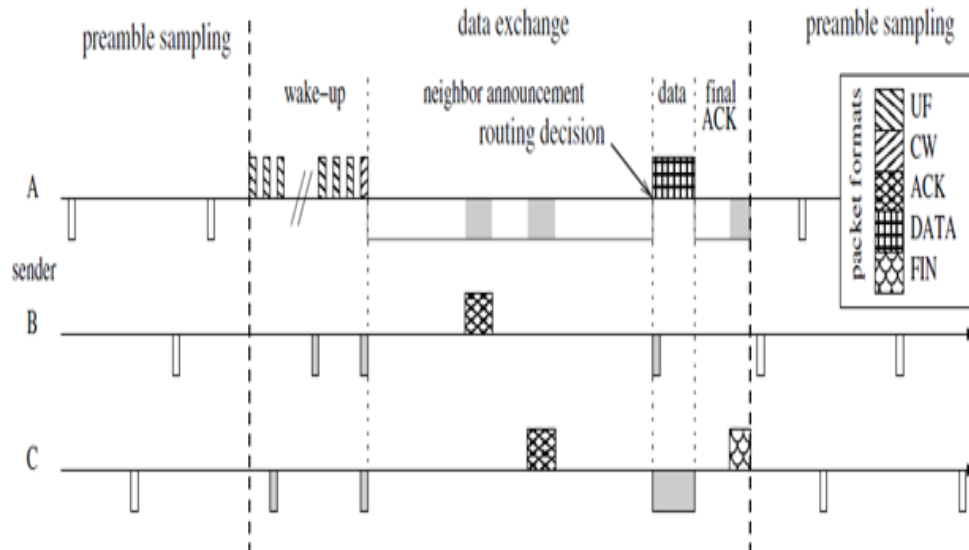 preamble sampling
data exchange
preamble sampling
wake-up
neighbor announcement
data
final
ACK
routing decision
A
sender
B
C
packet formats
UF
CW
ACK
DATA
FIN